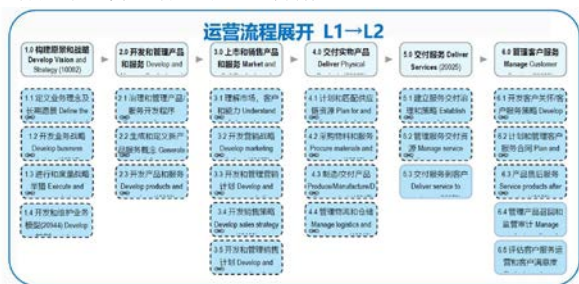 运营流程展开 L1→L2
1.0 构建愿景和战略
Develop Vision and
Strategy (10002)
2.0 开发和管理产品
和服务 Develop and
3.0 上市和销售产品
和服务 Market and
4.0 交付实物产品
Deliver Physical
5.0 交付服务 Deliver
Services (20025)
6.0 管理客户服务
Manage Customer
1.1 定义业务理念及
长期愿景 Define the
1.2 开发业务战略
Develop business
1.3 进行和度量战略
举措 Execute and
1.4 开发和维护业务
模型(20944) Develop
2.1 治理和管理产品/
服务开发程序
2.2 生成和定义新产
品/服务概念 Generate
2.3 开发产品和服务
Develop products and
3.1 理解市场，客户
和能力 Understand
3.2 开发营销战略
Develop marketing
3.3 开发和管理营销
计划 Develop and
3.4 开发销售策略
Develop sales strategy
3.5 开发和管理销售
计划 Develop and
4.1 计划和匹配供应
链资源 Plan for and
4.2 采购物料和服务
Procure materials and
4.3 制造/交付产品
Produce/Manufacture/D
4.4 管理物流和仓储
Manage logistics and
5.1 建立服务交付治
理和策略 Establish
5.2 管理服务交付资
源 Manage service
5.3 交付服务到客户
Deliver service to
6.1 开发客户关怀/客
户服务策略 Develop
6.2 计划和管理客户
服务合同 Plan and
6.3 产品售后服务
Service products after
6.4 管理产品召回和
监管审计 Manage
6.5 评估客户服务运
营和客户满意度